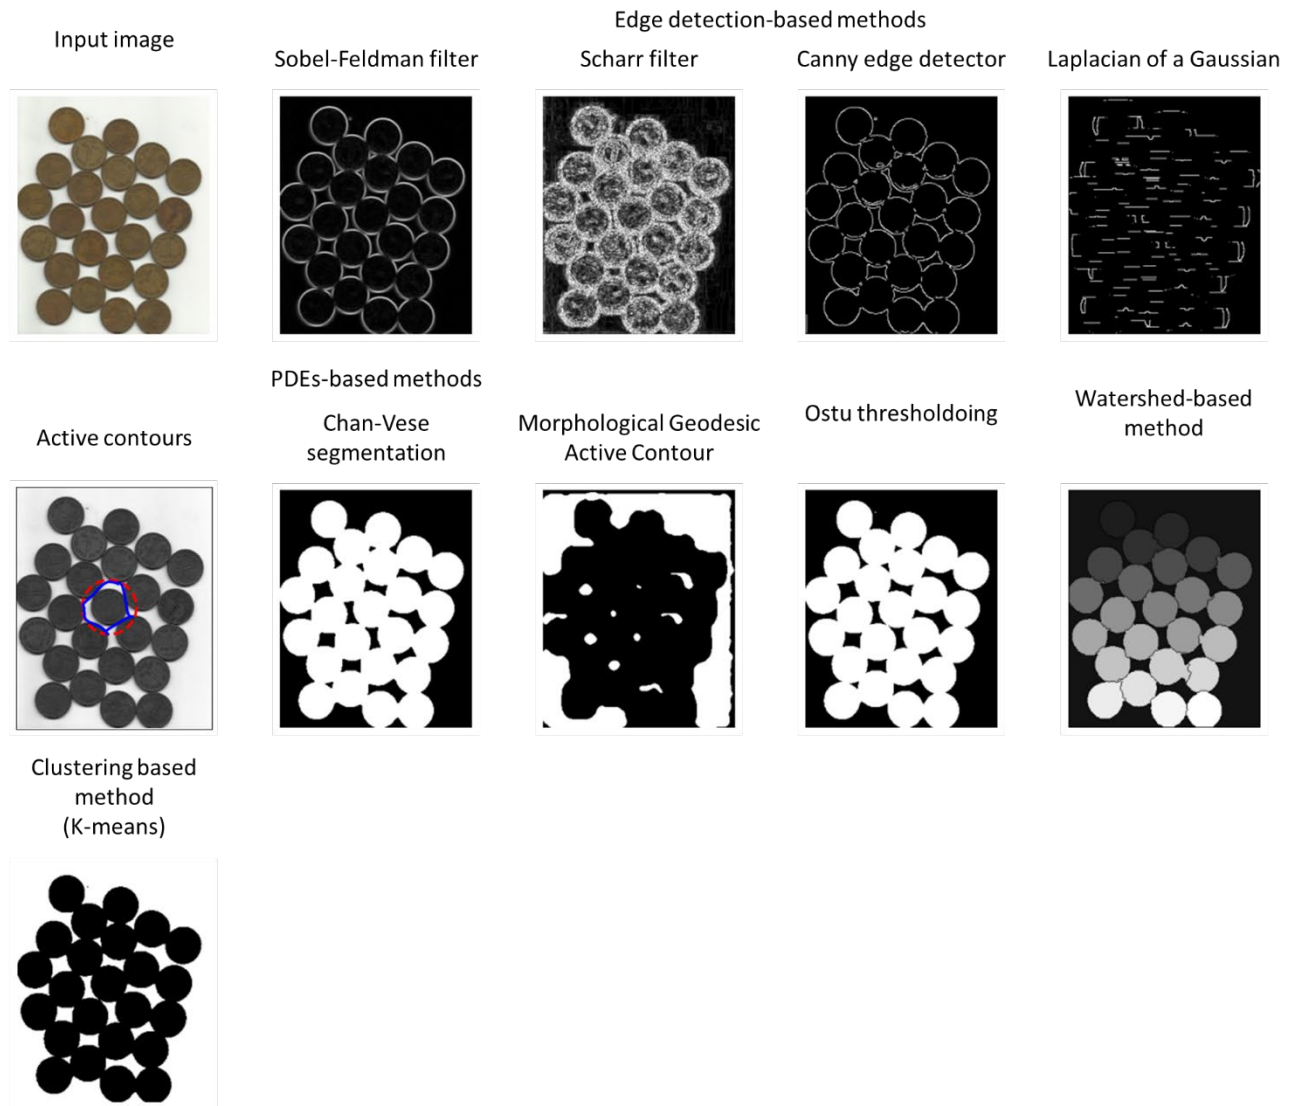 Edge detection-based methods
Input image
Sobel-Feldman filter
Scharr filter
Canny edge detector
Laplacian of a Gaussian
PDEs-based methods
Active contours
Chan-Vese
segmentation
Morphological Geodesic
Active Contour
Ostu thresholdoing
Watershed-based
method
Clustering based
method
(K-means)